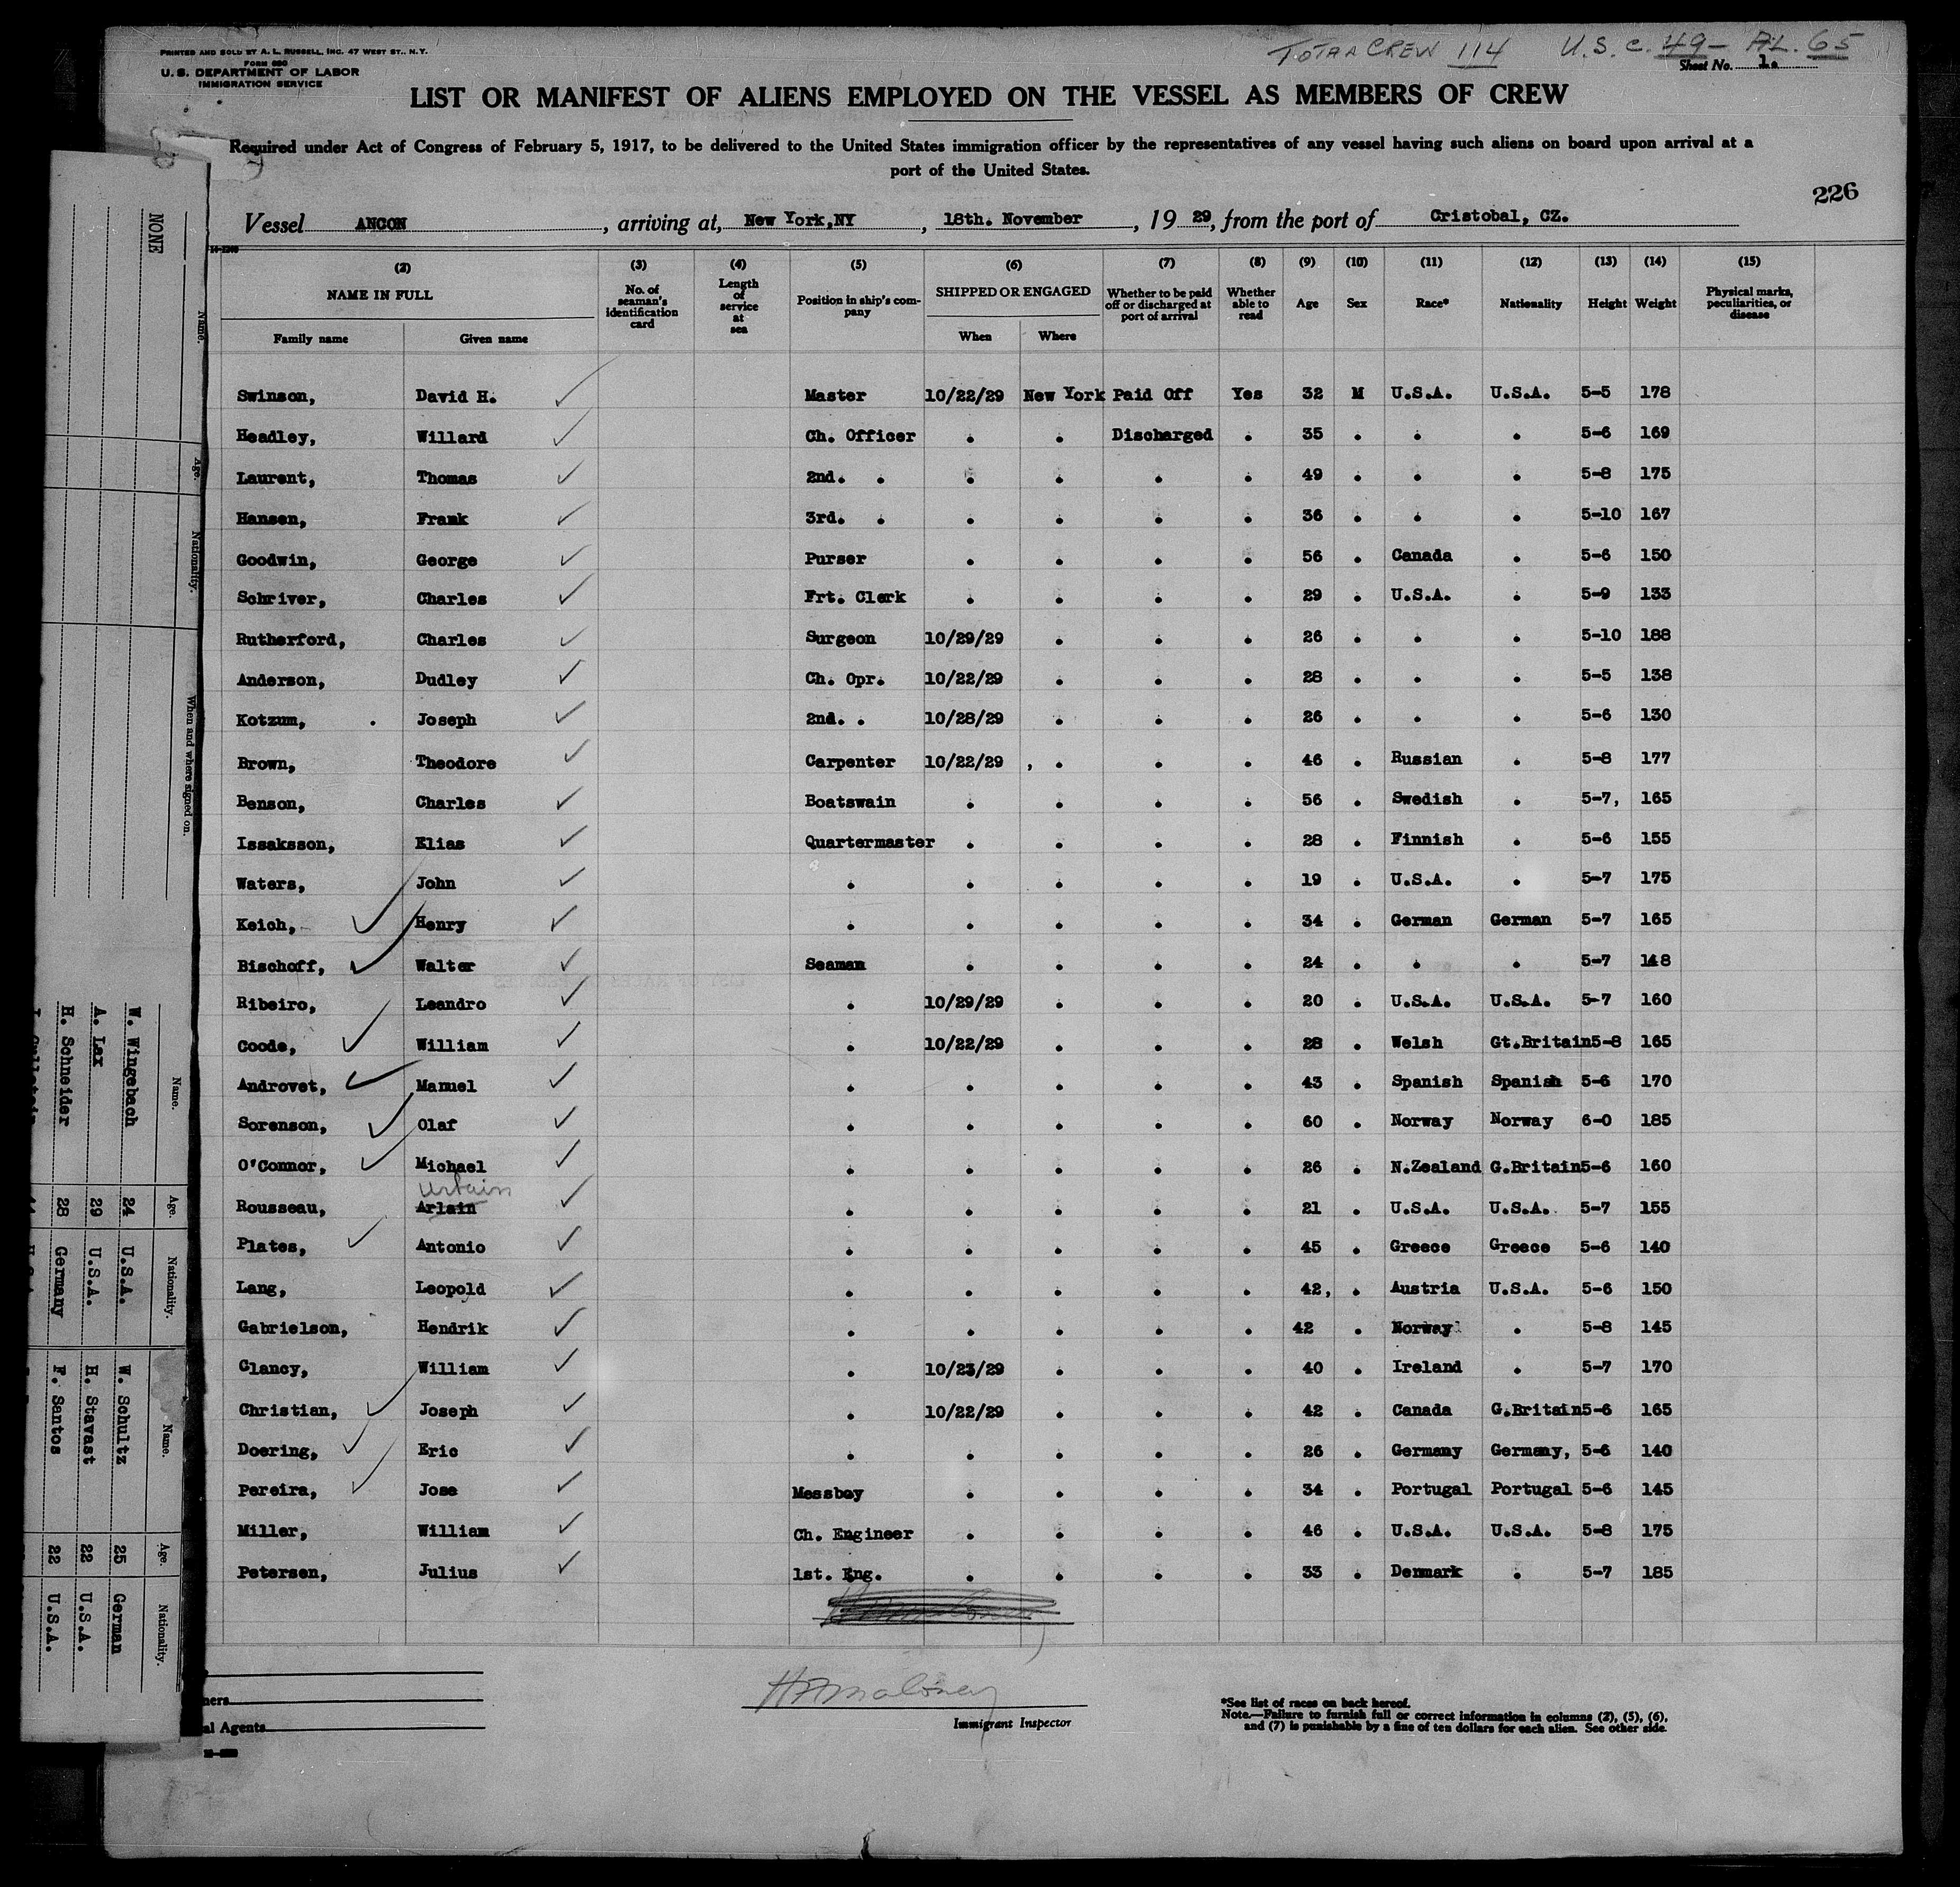 PRINTED AND SOLD BY A. L. RUSSELL, INC. 47 WEST ST., N.Y.
FORM 680
U. S. DEPARTMENT OF LABOR
IMMIGRATION SERVICE
TOTAL CREW 114 U.S.C. 49- AL. 65
Sheet No. 1.
LIST OR MANIFEST OF ALIENS EMPLOYED ON THE VESSEL AS MEMBERS OF CREW
Required under Act of Congress of February 5, 1917, to be delivered to the United States immigration officer by the representatives of any vessel having such aliens on board upon arrival at a
port of the United States.
226
Vessel ANCON, arriving at, New York,NY, 18th. November, 19 29, from the port of Cristobal, CZ.
(2) (3) (4) (5) (6) (7) (8) (9) (10) (11) (12) (13) (14) (15)
NAME IN FULL No. of seaman's identification card Length of service at sea Position in ship's company SHIPPED OR ENGAGED Whether to be paid off or discharged at port of arrival Whether able to read Age Sex Race* Nationality Height Weight Physical marks, peculiarities, or disease
Family name Given name When Where
Swinson, David H. Master 10/22/29 New York Paid Off Yes 32 M U.S.A. U.S.A. 5-5 178
Headley, Willard Ch. Officer . . Discharged . 35 . . . 5-6 169
Laurent, Thomas 2nd. . . . . . 49 . . . 5-8 175
Hansen, Frank 3rd. . . . . . 36 . . . 5-10 167
Goodwin, George Purser . . . . 56 . Canada . 5-6 150
Schriver, Charles Frt. Clerk . . . . 29 . U.S.A. . 5-9 133
Rutherford, Charles Surgeon 10/29/29 . . . 26 . . . 5-10 188
Anderson, Dudley Ch. Opr. 10/22/29 . . . 28 . . . 5-5 138
Kotzum, . Joseph 2nd. . 10/28/29 . . . 26 . . . 5-6 130
Brown, Theodore Carpenter 10/22/29 , . . . 46 . Russian . 5-8 177
Benson, Charles Boatswain . . . . 56 . Swedish . 5-7, 165
Issaksson, Elias Quartermaster . . . . 28 . Finnish . 5-6 155
Waters, John . . . . . 19 . U.S.A. . 5-7 175
Keich, Henry . . . . . 34 . German German 5-7 165
Bischoff, Walter Seaman . . . . 24 . . . 5-7 148
Ribeiro, Leandro . 10/29/29 . . . 20 . U.S.A. U.S.A. 5-7 160
Coode, William . 10/22/29 . . . 28 . Welsh Gt.Britain 5-8 165
Androvet, Manuel . . . . . 43 . Spanish Spanish 5-6 170
Sorenson, Olaf . . . . . 60 . Norway Norway 6-0 185
O'Connor, Michael . . . . . 26 . N.Zealand G.Britain 5-6 160
Urbain
Rousseau, Arlain . . . . . 21 . U.S.A. U.S.A. 5-7 155
Plates, Antonio . . . . . 45 . Greece Greece 5-6 140
Lang, Leopold . . . . . 42, . Austria U.S.A. 5-6 150
Gabrielson, Hendrik . . . . . 42 . Norway . 5-8 145
Clancy, William . 10/23/29 . . . 40 . Ireland . 5-7 170
Christian, Joseph . 10/22/29 . . . 42 . Canada G.Britain 5-6 165
Doering, Eric . . . . . 26 . Germany Germany, 5-6 140
Pereira, Jose Messboy . . . . 34 . Portugal Portugal 5-6 145
Miller, William Ch. Engineer . . . . 46 . U.S.A. U.S.A. 5-8 175
Petersen, Julius 1st. Eng. . . . . 33 . Denmark . 5-7 185
Immigrant Inspector
al Agents
*See list of races on back hereof.
Note.—Failure to furnish full or correct information in columns (2), (5), (6),
and (7) is punishable by a fine of ten dollars for each alien. See other side.
NONE
Name. Age. Nationality. When and where signed on.
Name. Age. Nationality. Name. Age. Nationality.
W. Wingebach 24 U.S.A. W. Schultz 25 German
A. Lax 29 U.S.A. H. Stavast 22 U.S.A.
H. Schneider 28 Germany F. Santos 22 U.S.A.